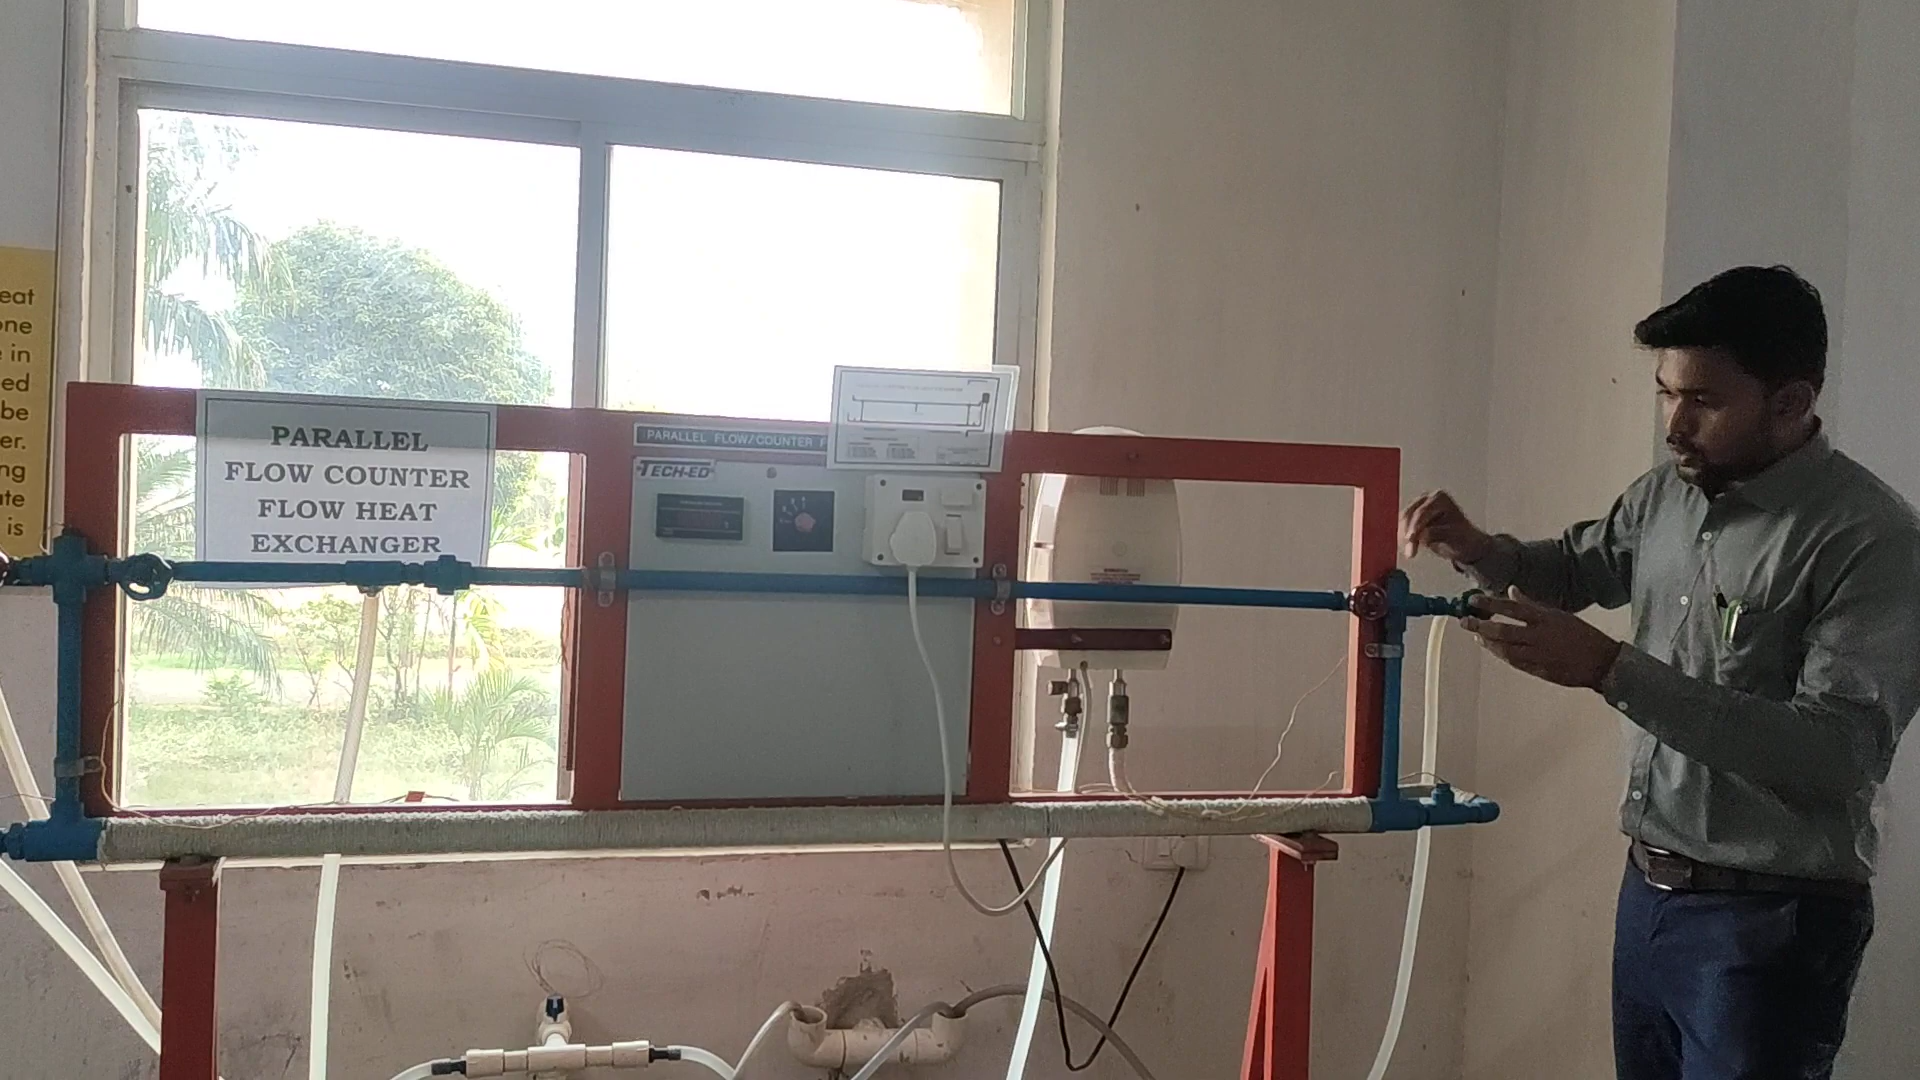 eat
one
in
ed
be
er.
ng
ate
is
PARALLEL
FLOW COUNTER
FLOW HEAT
EXCHANGER
PARALLEL FLOW/COUNTER F
TECH-ED